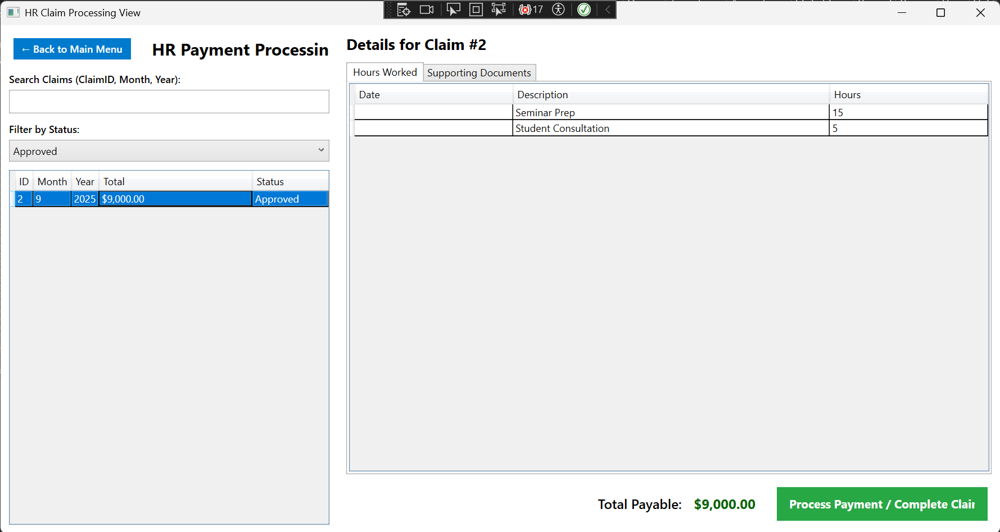 HR Claim Processing View
17
← Back to Main Menu
HR Payment Processin
Search Claims (ClaimID, Month, Year):
Filter by Status:
Approved
ID Month Year Total Status
2 9 2025 $9,000.00 Approved
Details for Claim #2
Hours Worked Supporting Documents
Date Description Hours
Seminar Prep 15
Student Consultation 5
Total Payable: $9,000.00
Process Payment / Complete Clai